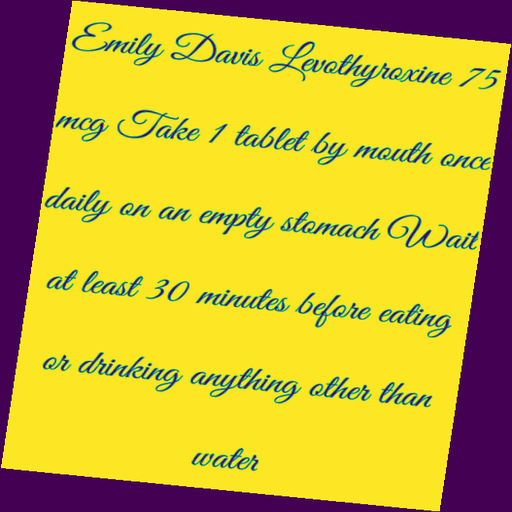 Emily Davis Levothyroxine 75
mcg Take 1 tablet by mouth once
daily on an empty stomach Wait
at least 30 minutes before eating
or drinking anything other than
water